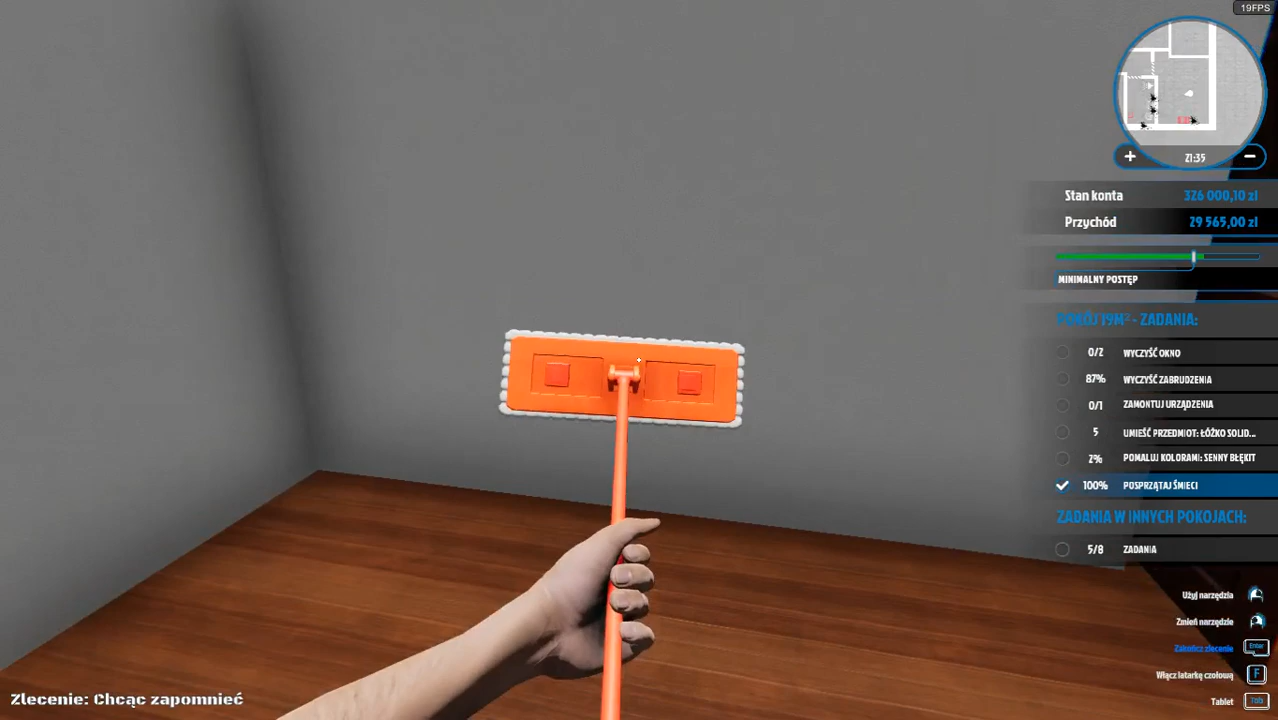 19FPS
+ 21:35 −
Stan konta 326 000,10 zl
Przychód 29 565,00 zl
MINIMALNY POSTĘP
POKÓJ 19M² - ZADANIA:
0/2 WYCZYŚĆ OKNO
87% WYCZYŚĆ ZABRUDZENIA
0/1 ZAMONTUJ URZĄDZENIA
5 UMIEŚĆ PRZEDMIOT: ŁÓŻKO SOLID...
2% POMALUJ KOLORAMI: SENNY BŁĘKIT
100% POSPRZĄTAJ ŚMIECI
ZADANIA W INNYCH POKOJACH:
5/8 ZADANIA
Użyj narzędzia
Zmień narzędzie
Zakończ zlecenie Enter
Włącz latarkę czołową F
Tablet Tab
Zlecenie: Chcąc zapomnieć